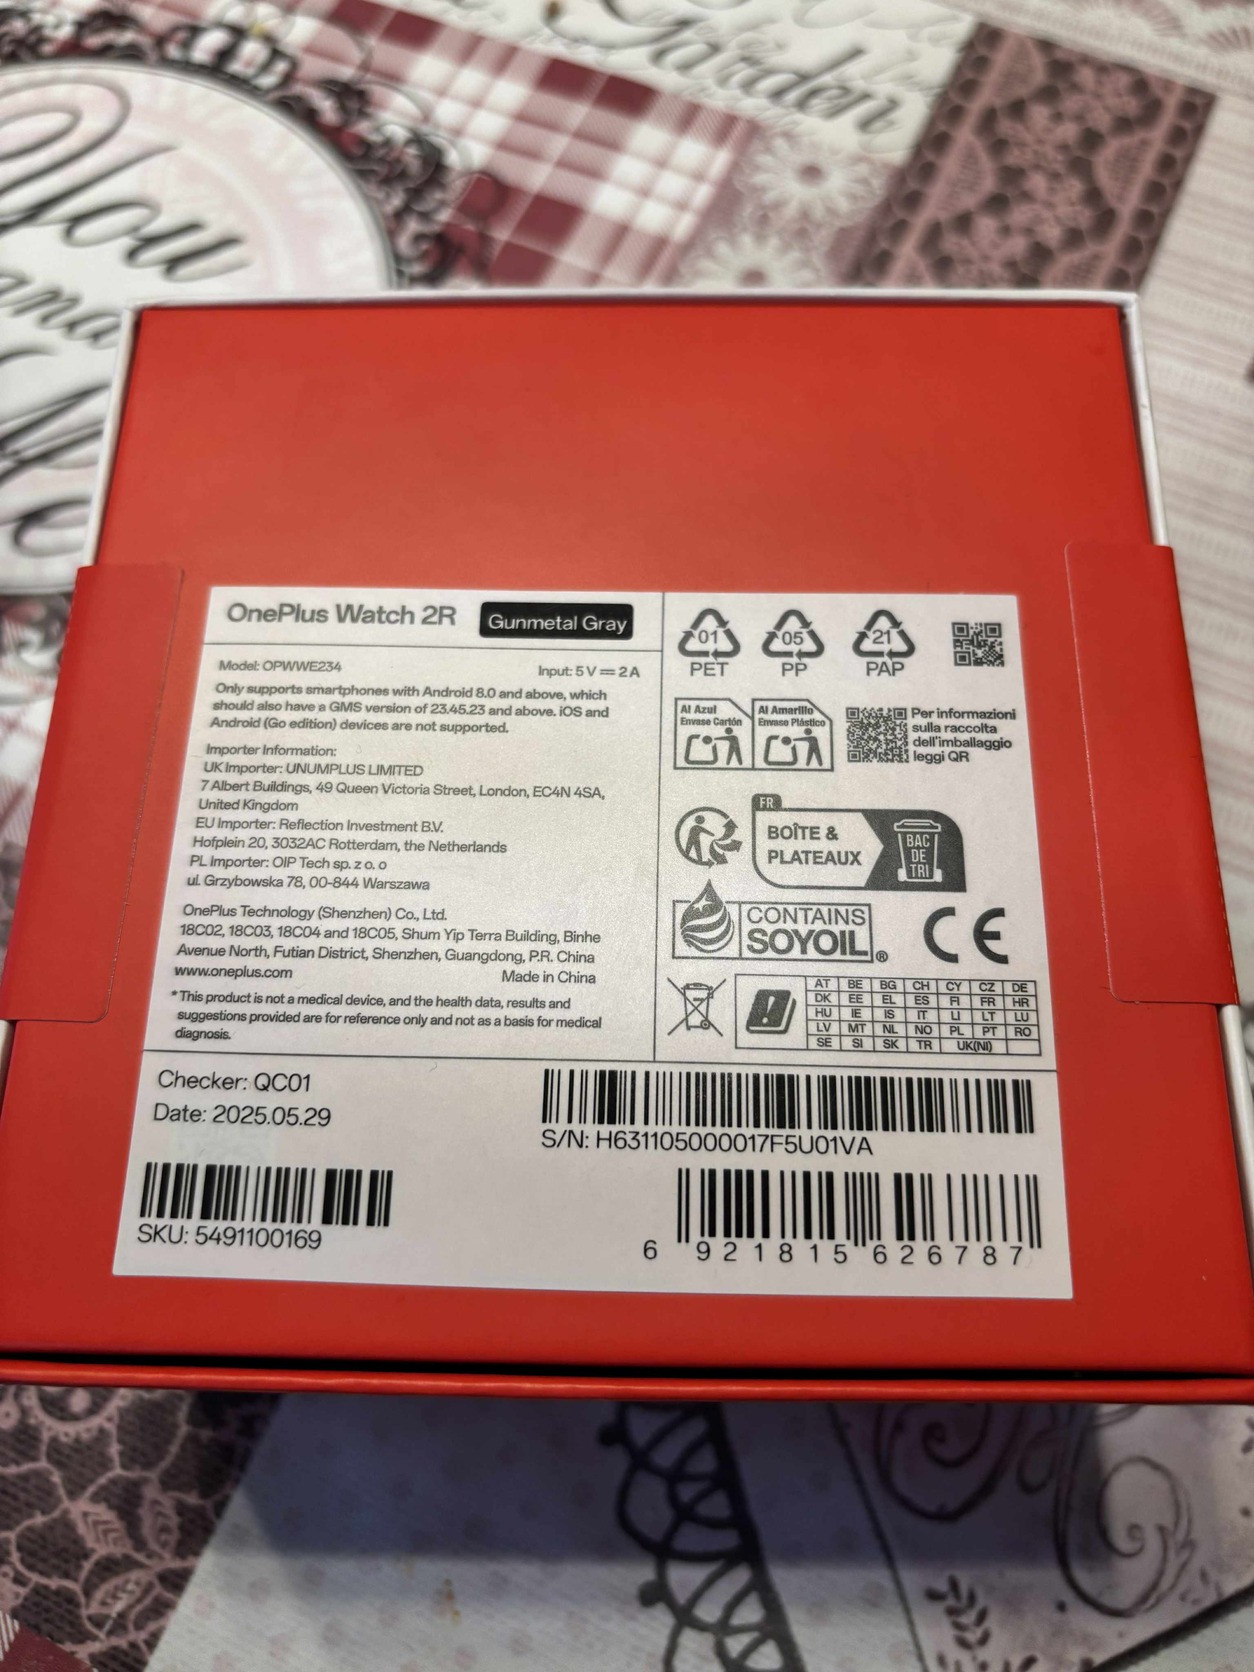 Garden
You
OnePlus Watch 2R Gunmetal Gray
Model: OPWWE234 Input: 5 V ⎓ 2 A
Only supports smartphones with Android 8.0 and above, which
should also have a GMS version of 23.45.23 and above. iOS and
Android (Go edition) devices are not supported.
Importer Information:
UK Importer: UNUMPLUS LIMITED
7 Albert Buildings, 49 Queen Victoria Street, London, EC4N 4SA,
United Kingdom
EU Importer: Reflection Investment B.V.
Hofplein 20, 3032AC Rotterdam, the Netherlands
PL Importer: OIP Tech sp. z o. o
ul. Grzybowska 78, 00-844 Warszawa
OnePlus Technology (Shenzhen) Co., Ltd.
18C02, 18C03, 18C04 and 18C05, Shum Yip Terra Building, Binhe
Avenue North, Futian District, Shenzhen, Guangdong, P.R. China
www.oneplus.com Made in China
* This product is not a medical device, and the health data, results and
suggestions provided are for reference only and not as a basis for medical
diagnosis.
01 05 21
PET PP PAP
Al Azul
Envase Cartón
Al Amarillo
Envase Plástico
Per informazioni
sulla raccolta
dell'imballaggio
leggi QR
FR
BOÎTE &
PLATEAUX
BAC
DE
TRI
CONTAINS
SOYOIL®
CE
AT BE BG CH CY CZ DE
DK EE EL ES FI FR HR
HU IE IS IT LI LT LU
LV MT NL NO PL PT RO
SE SI SK TR UK(NI)
Checker: QC01
Date: 2025.05.29
S/N: H631105000017F5U01VA
SKU: 5491100169
6 921815 626787